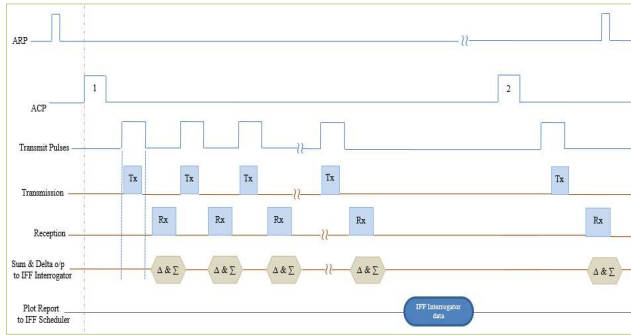 ARP
1
2
ACP
Transmit Pulses
Tx Tx Tx Tx Tx
Transmission
Rx Rx Rx Rx Rx
Reception
Sum & Delta o/p
to IFF Interrogator
Δ & Σ Δ & Σ Δ & Σ Δ & Σ Δ & Σ
Plot Report
to IFF Scheduler
IFF Interrogator
data